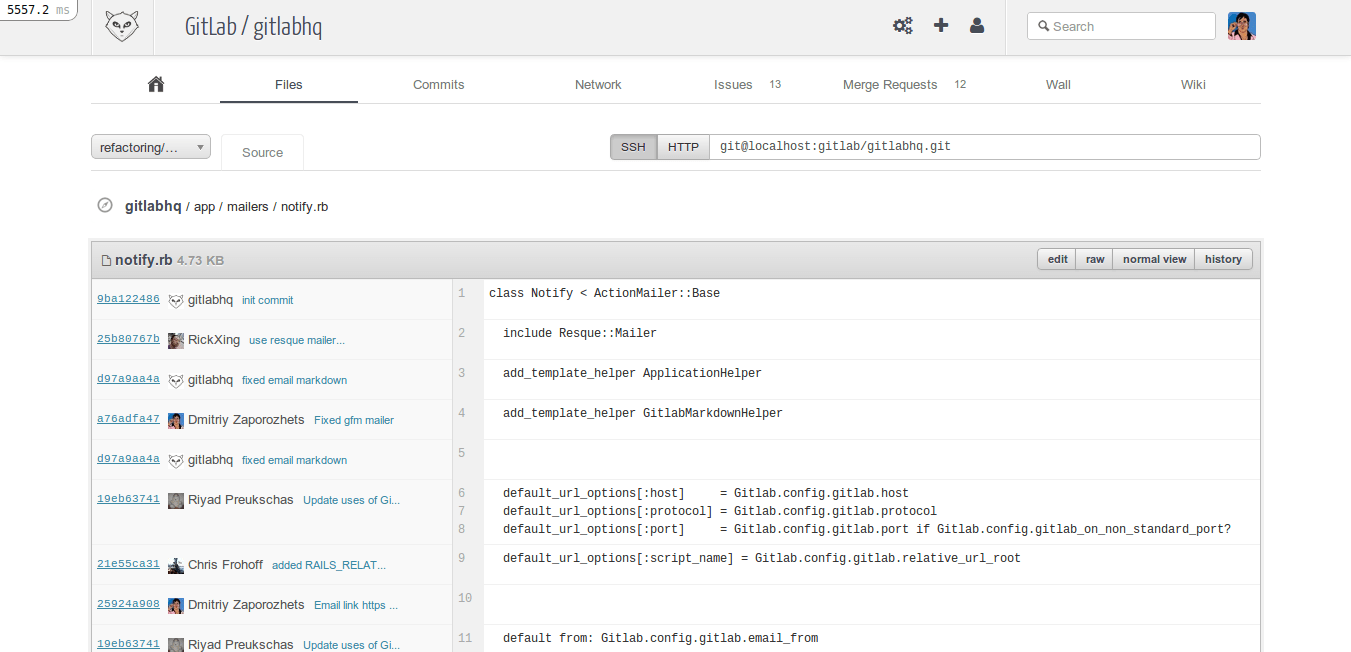 5557.2 ms
GitLab / gitlabhq
Search
Files Commits Network Issues 13 Merge Requests 12 Wall Wiki
refactoring/... Source SSH HTTP git@localhost:gitlab/gitlabhq.git
gitlabhq / app / mailers / notify.rb
notify.rb 4.73 KB edit raw normal view history
9ba122486 gitlabhq init commit 1 class Notify < ActionMailer::Base
25b80767b RickXing use resque mailer... 2 include Resque::Mailer
d97a9aa4a gitlabhq fixed email markdown 3 add_template_helper ApplicationHelper
a76adfa47 Dmitriy Zaporozhets Fixed gfm mailer 4 add_template_helper GitlabMarkdownHelper
d97a9aa4a gitlabhq fixed email markdown 5
19eb63741 Riyad Preukschas Update uses of Gi... 6 default_url_options[:host]     = Gitlab.config.gitlab.host
7 default_url_options[:protocol] = Gitlab.config.gitlab.protocol
8 default_url_options[:port]     = Gitlab.config.gitlab.port if Gitlab.config.gitlab_on_non_standard_port?
21e55ca31 Chris Frohoff added RAILS_RELAT... 9 default_url_options[:script_name] = Gitlab.config.gitlab.relative_url_root
25924a908 Dmitriy Zaporozhets Email link https ... 10
19eb63741 Riyad Preukschas Update uses of Gi... 11 default from: Gitlab.config.gitlab.email_from